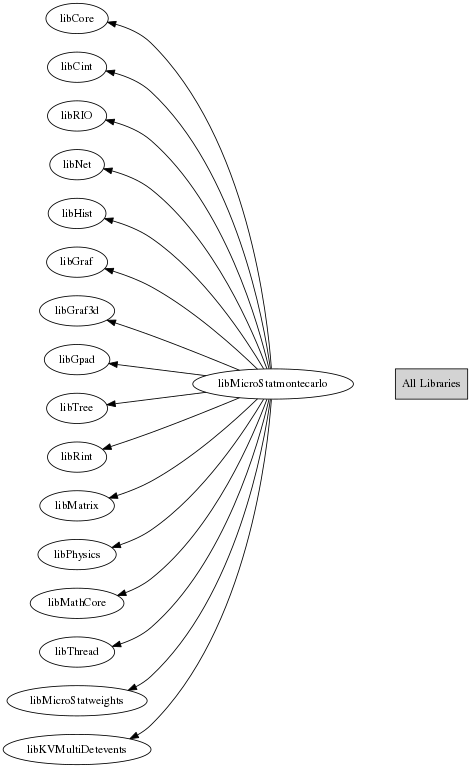 libCore
libCint
libRIO
libNet
libHist
libGraf
libGraf3d
libGpad
libMicroStatmontecarlo
All Libraries
libTree
libRint
libMatrix
libPhysics
libMathCore
libThread
libMicroStatweights
libKVMultiDetevents